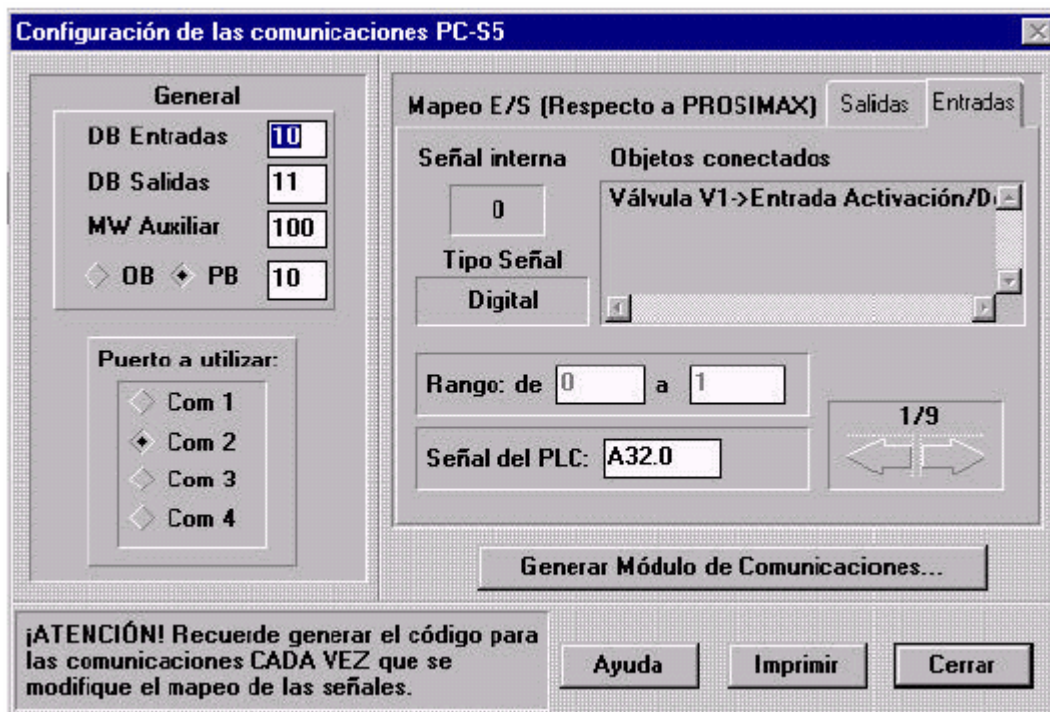 Configuración de las comunicaciones PC-S5
General
DB Entradas 10
DB Salidas 11
MW Auxiliar 100
OB PB 10
Puerto a utilizar:
Com 1
Com 2
Com 3
Com 4
Mapeo E/S (Respecto a PROSIMAX) Salidas Entradas
Señal interna
0
Tipo Señal
Digital
Objetos conectados
Válvula V1->Entrada Activación/D
Rango: de 0 a 1
Señal del PLC: A32.0
1/9
Generar Módulo de Comunicaciones...
¡ATENCIÓN! Recuerde generar el código para
las comunicaciones CADA VEZ que se
modifique el mapeo de las señales.
Ayuda Imprimir Cerrar